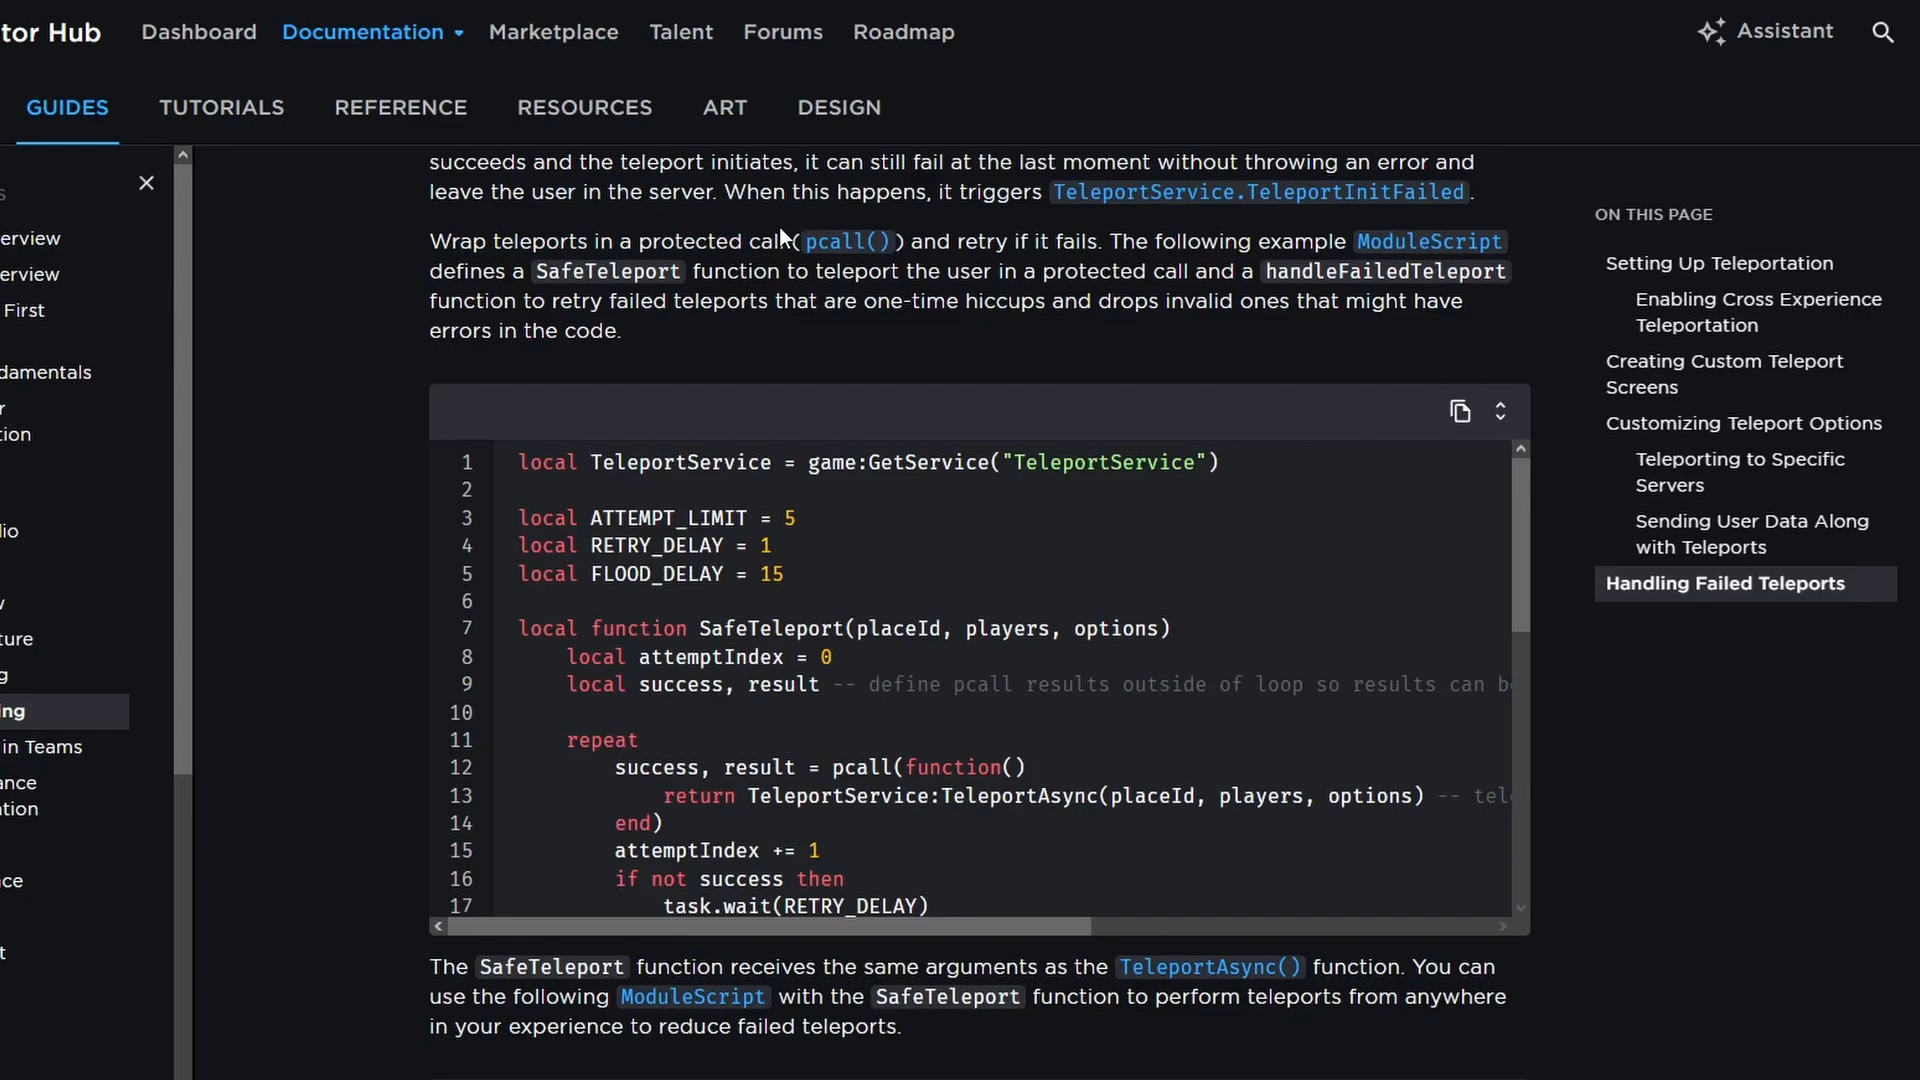 tor Hub
Dashboard
Documentation
Marketplace
Talent
Forums
Roadmap
Assistant
GUIDES
TUTORIALS
REFERENCE
RESOURCES
ART
DESIGN
S
erview
erview
First
damentals
r
tion
lio
v
ture
g
ing
in Teams
ance
ation
ce
t
succeeds and the teleport initiates, it can still fail at the last moment without throwing an error and
leave the user in the server. When this happens, it triggers TeleportService.TeleportInitFailed.
Wrap teleports in a protected call (pcall()) and retry if it fails. The following example ModuleScript
defines a SafeTeleport function to teleport the user in a protected call and a handleFailedTeleport
function to retry failed teleports that are one-time hiccups and drops invalid ones that might have
errors in the code.
1 local TeleportService = game:GetService("TeleportService")
2
3 local ATTEMPT_LIMIT = 5
4 local RETRY_DELAY = 1
5 local FLOOD_DELAY = 15
6
7 local function SafeTeleport(placeId, players, options)
8 local attemptIndex = 0
9 local success, result -- define pcall results outside of loop so results can b
10
11 repeat
12 success, result = pcall(function()
13 return TeleportService:TeleportAsync(placeId, players, options) -- tel
14 end)
15 attemptIndex += 1
16 if not success then
17 task.wait(RETRY_DELAY)
The SafeTeleport function receives the same arguments as the TeleportAsync() function. You can
use the following ModuleScript with the SafeTeleport function to perform teleports from anywhere
in your experience to reduce failed teleports.
ON THIS PAGE
Setting Up Teleportation
Enabling Cross Experience
Teleportation
Creating Custom Teleport
Screens
Customizing Teleport Options
Teleporting to Specific
Servers
Sending User Data Along
with Teleports
Handling Failed Teleports